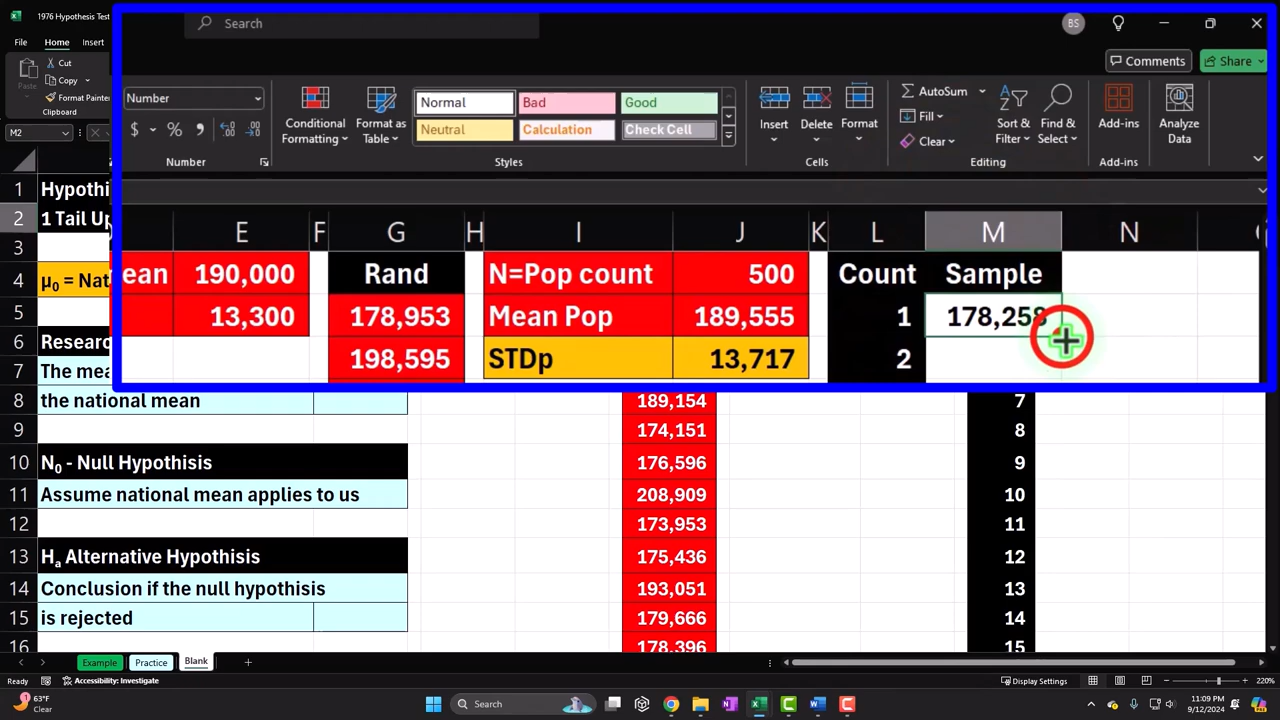 1976 Hypothesis Test
Search
BS
File
Home
Insert
Comments
Share
Cut
Copy
Format Painter
Paste
Clipboard
Number
$ % , 
Number
Conditional
Formatting
Format as
Table
Normal
Bad
Good
Neutral
Calculation
Check Cell
Styles
Insert
Delete
Format
Cells
AutoSum
Fill
Clear
Sort &
Filter
Find &
Select
Editing
Add-ins
Add-ins
Analyze
Data
M2
E F G H I J K L M N
1 Hypothi
2 1 Tail Up
3
4 μ0 = Nat
5
6 Researc
7 The mea
ean 190,000 Rand N=Pop count 500 Count Sample
13,300 178,953 Mean Pop 189,555 1 178,258
198,595 STDp 13,717 2
8 the national mean 189,154 7
9 174,151 8
10 N0 - Null Hypothisis 176,596 9
11 Assume national mean applies to us 208,909 10
12 173,953 11
13 Ha Alternative Hypothisis 175,436 12
14 Conclusion if the null hypothisis 193,051 13
15 is rejected 179,666 14
16 178,396 15
Example Practice Blank
Ready
Accessibility: Investigate
Display Settings
220%
63°F
Clear
Search
11:09 PM
9/12/2024